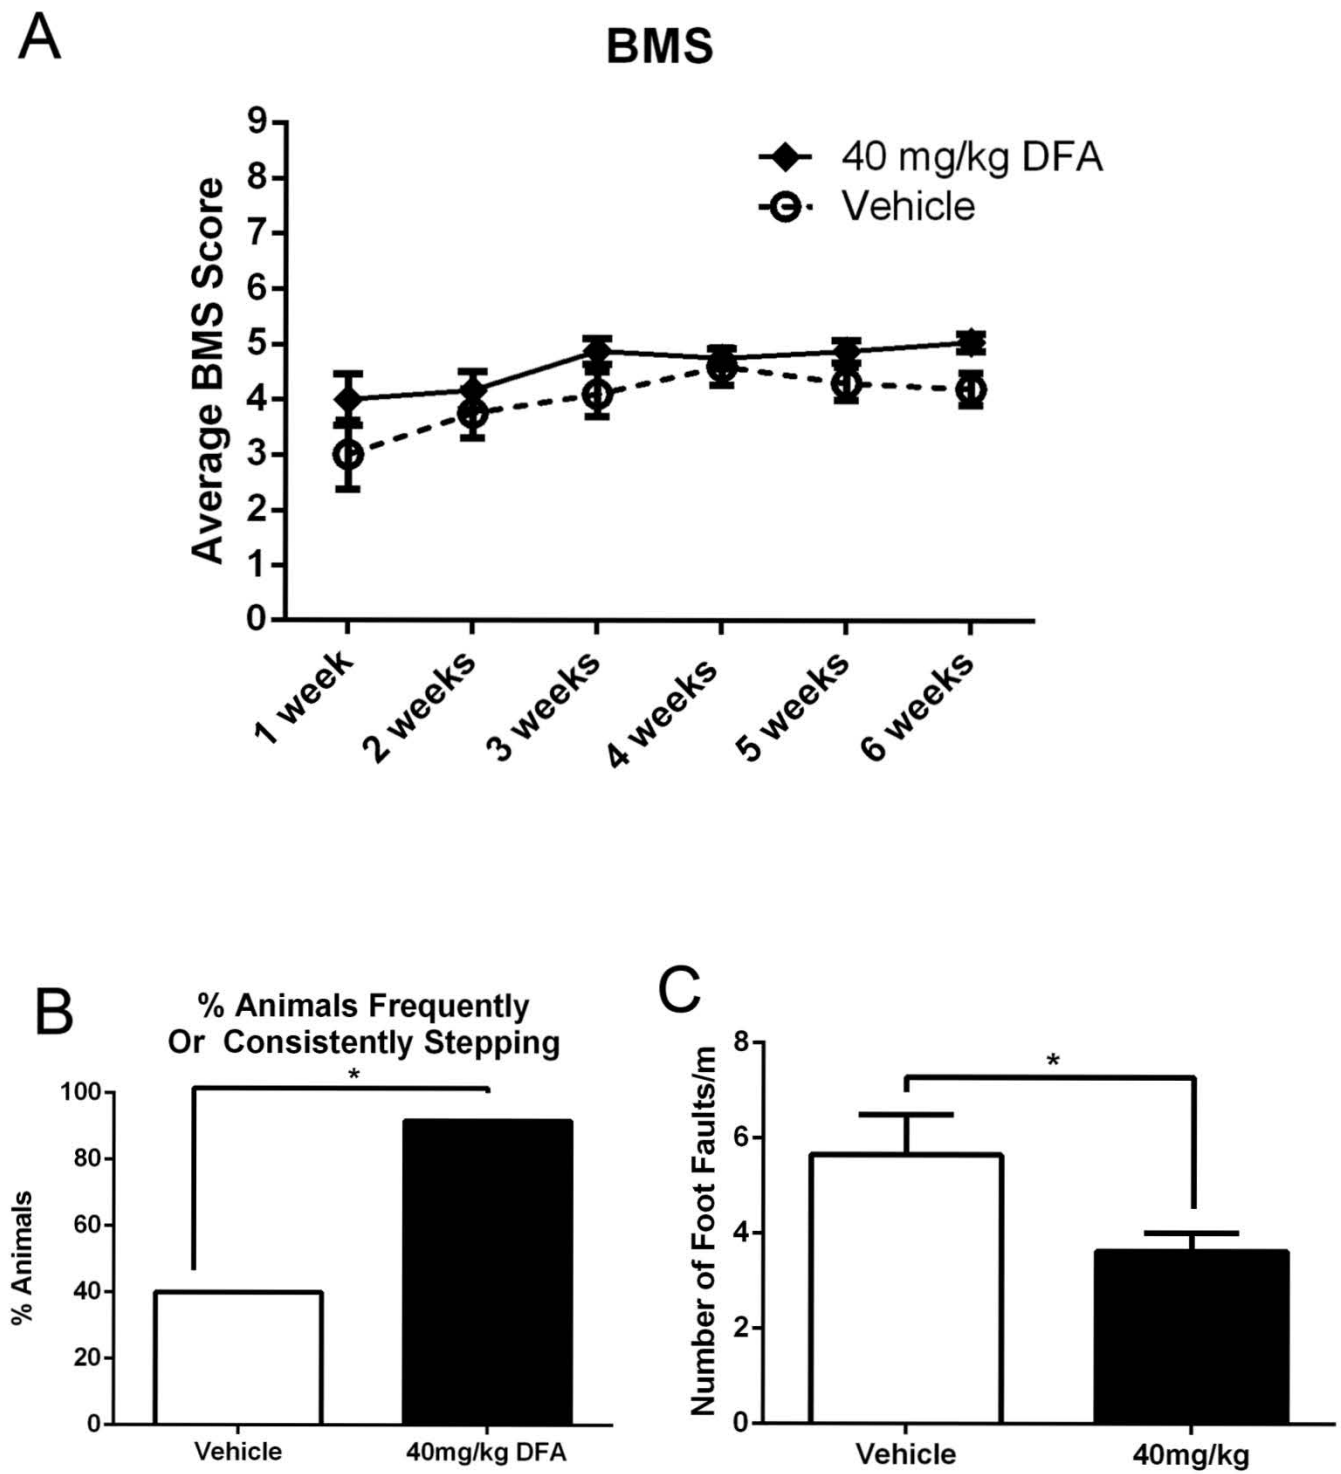 A
BMS
9
8
7
6
5
4
3
2
1
0
Average BMS Score
40 mg/kg DFA
Vehicle
1 week
2 weeks
3 weeks
4 weeks
5 weeks
6 weeks
B
% Animals Frequently
Or Consistently Stepping
*
100
80
60
40
20
0
% Animals
Vehicle
40mg/kg DFA
C
*
8
6
4
2
0
Number of Foot Faults/m
Vehicle
40mg/kg